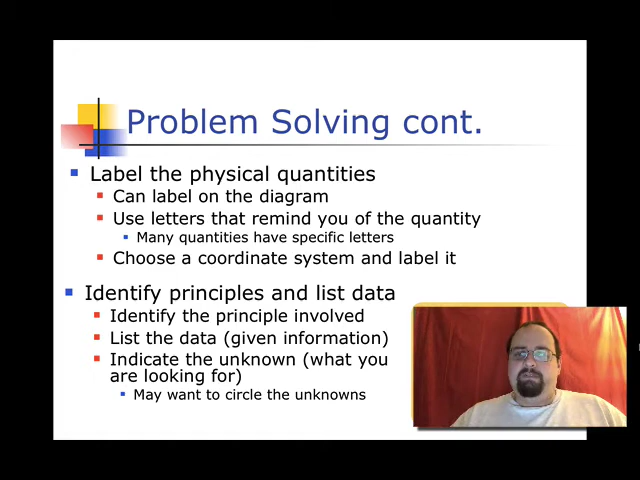 Problem Solving cont.
Label the physical quantities
Can label on the diagram
Use letters that remind you of the quantity
Many quantities have specific letters
Choose a coordinate system and label it
Identify principles and list data
Identify the principle involved
List the data (given information)
Indicate the unknown (what you
are looking for)
May want to circle the unknowns